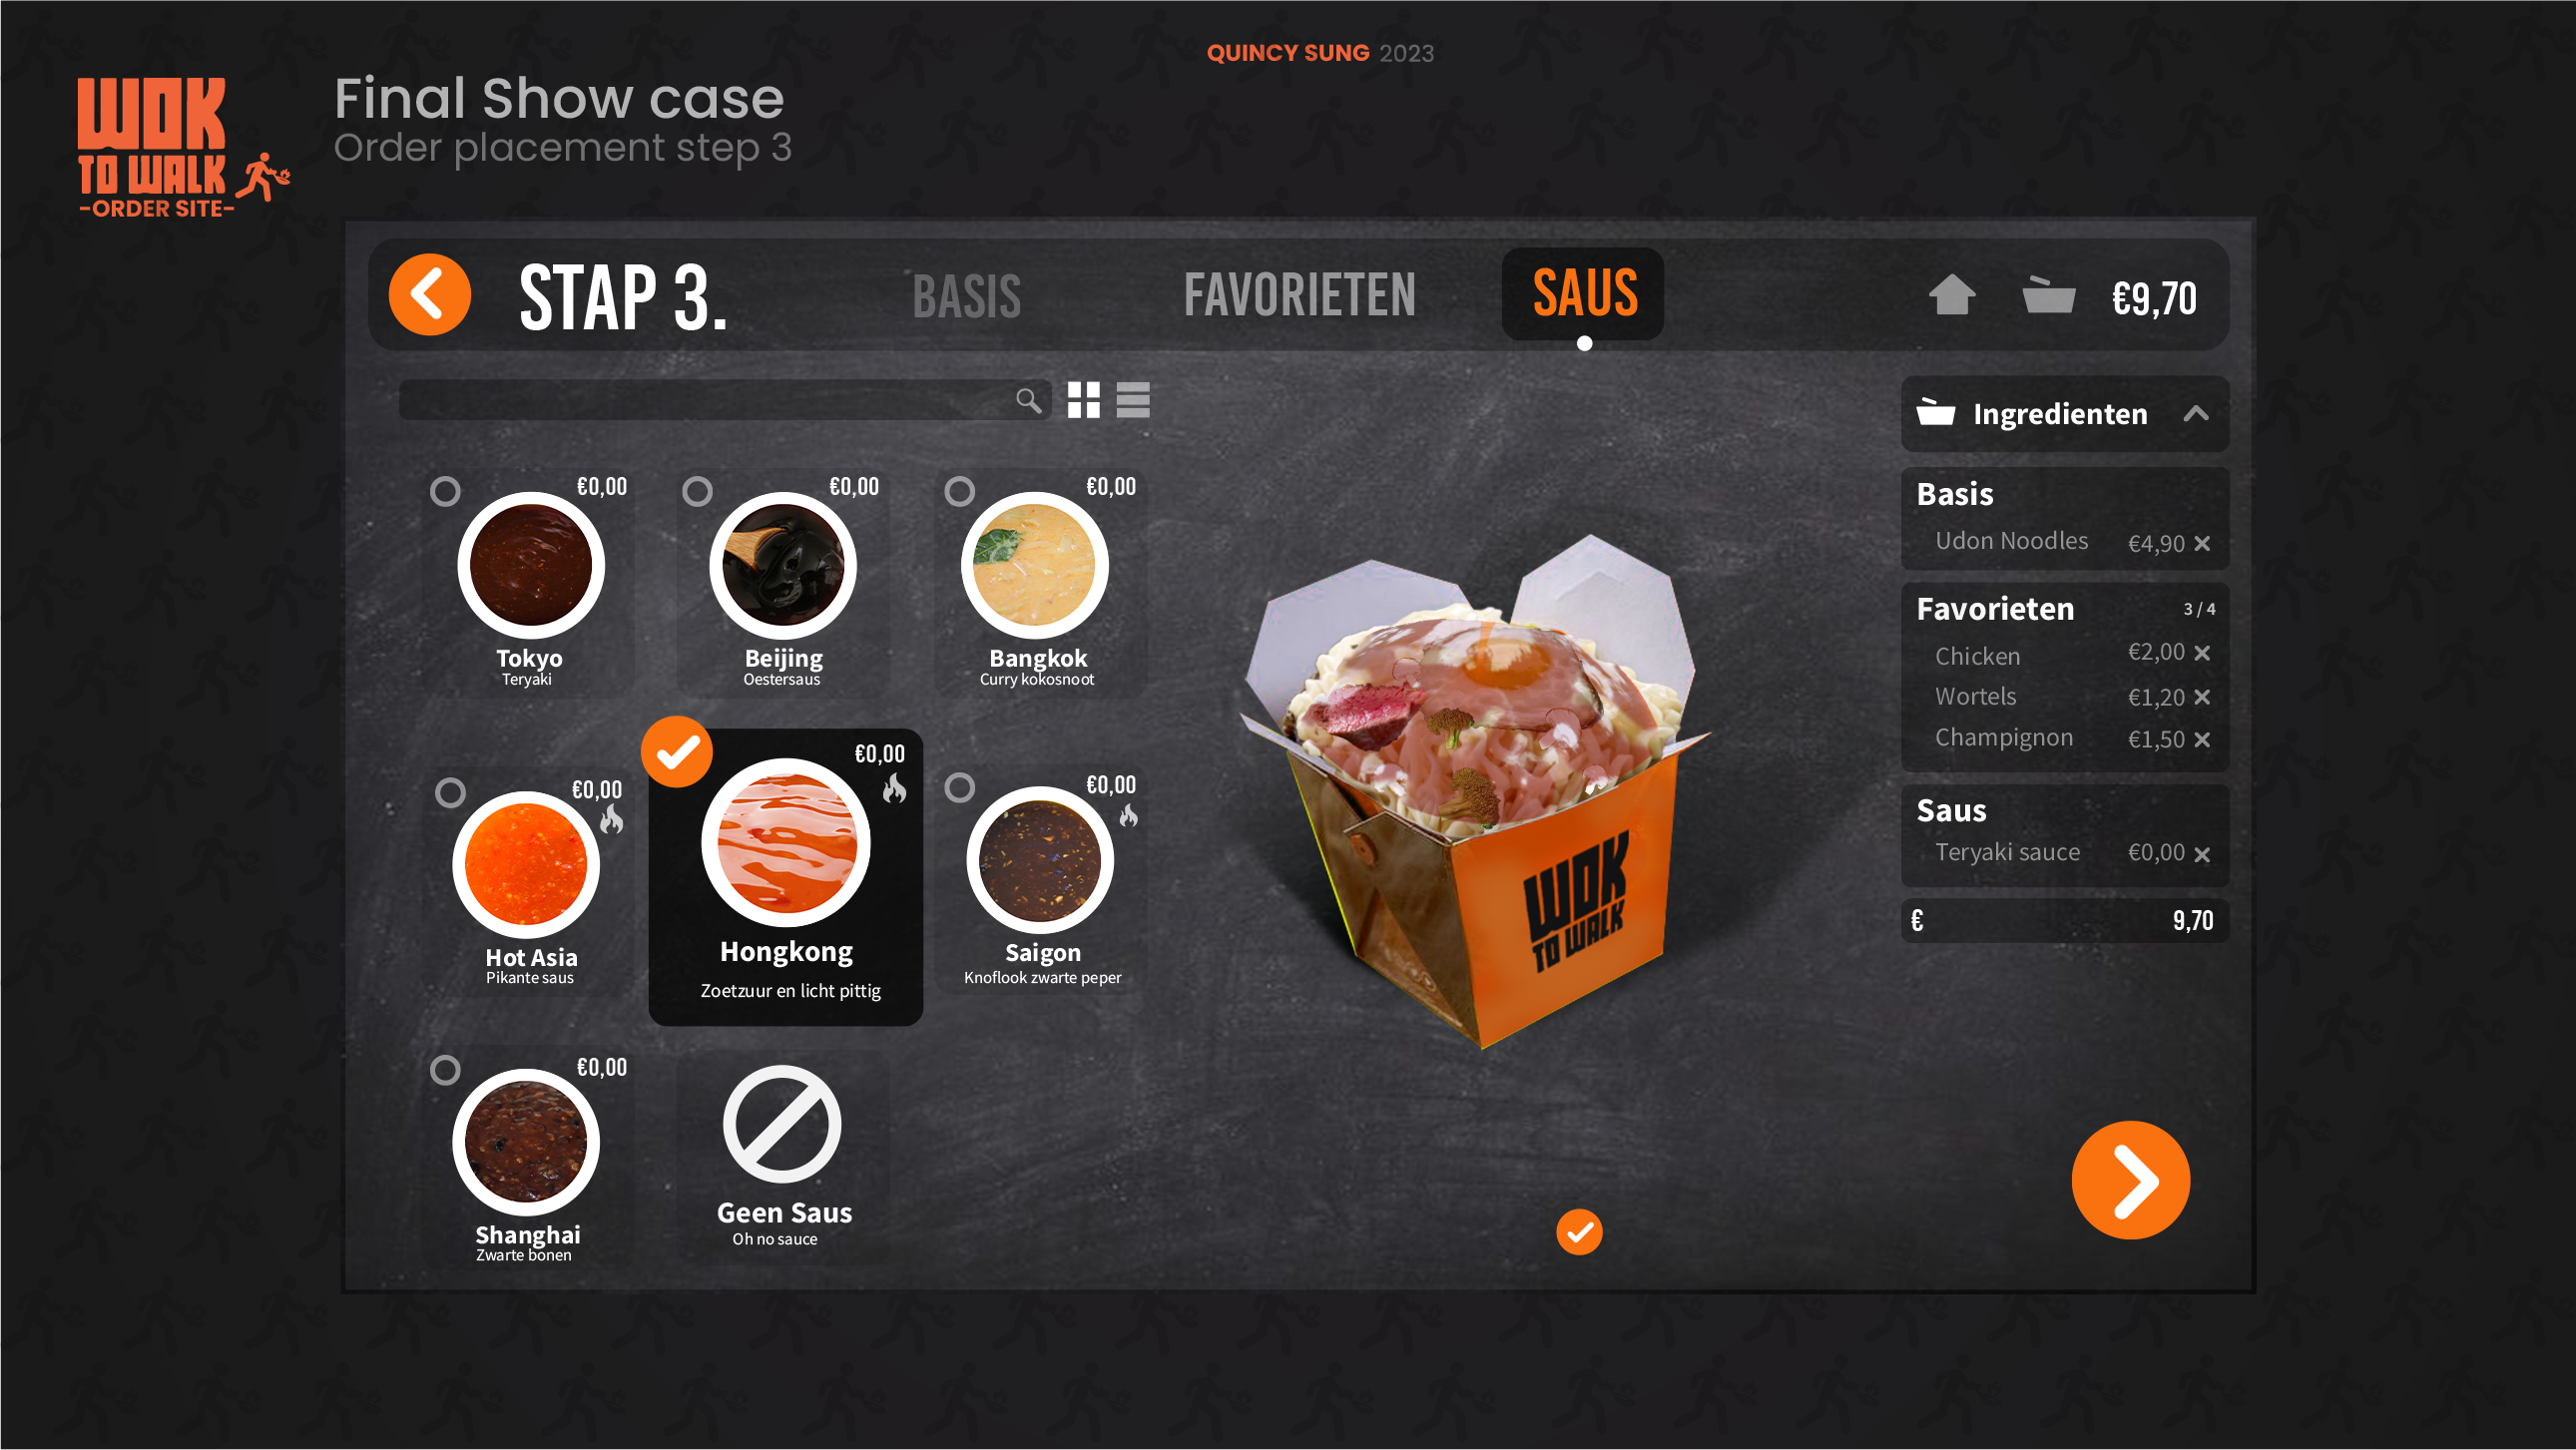 QUINCY SUNG 2023
WOK
TO WALK
-ORDER SITE-
Final Show case
Order placement step 3
STAP 3.
BASIS
FAVORIETEN
SAUS
€9,70
€0,00
Tokyo
Teryaki
€0,00
Beijing
Oestersaus
€0,00
Bangkok
Curry kokosnoot
€0,00
Hot Asia
Pikante saus
€0,00
Hongkong
Zoetzuur en licht pittig
€0,00
Saigon
Knoflook zwarte peper
€0,00
Shanghai
Zwarte bonen
Geen Saus
Oh no sauce
WOK
TO WALK
Ingredienten
Basis
Udon Noodles €4,90
Favorieten 3 / 4
Chicken €2,00
Wortels €1,20
Champignon €1,50
Saus
Teryaki sauce €0,00
€ 9,70